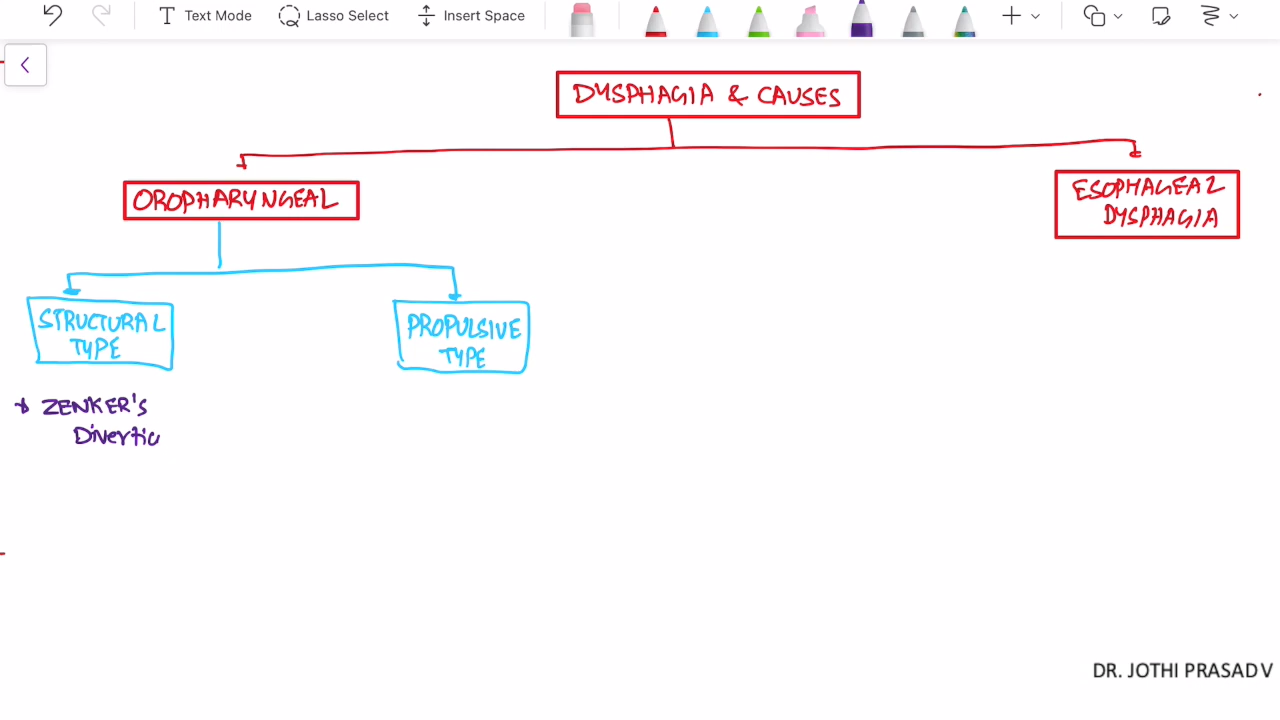 Text Mode
Lasso Select
Insert Space
DYSPHAGIA & CAUSES
OROPHARYNGEAL
ESOPHAGEAL
DYSPHAGIA
STRUCTURAL
TYPE
PROPULSIVE
TYPE
* ZENKER'S
Divertic
DR. JOTHI PRASAD V